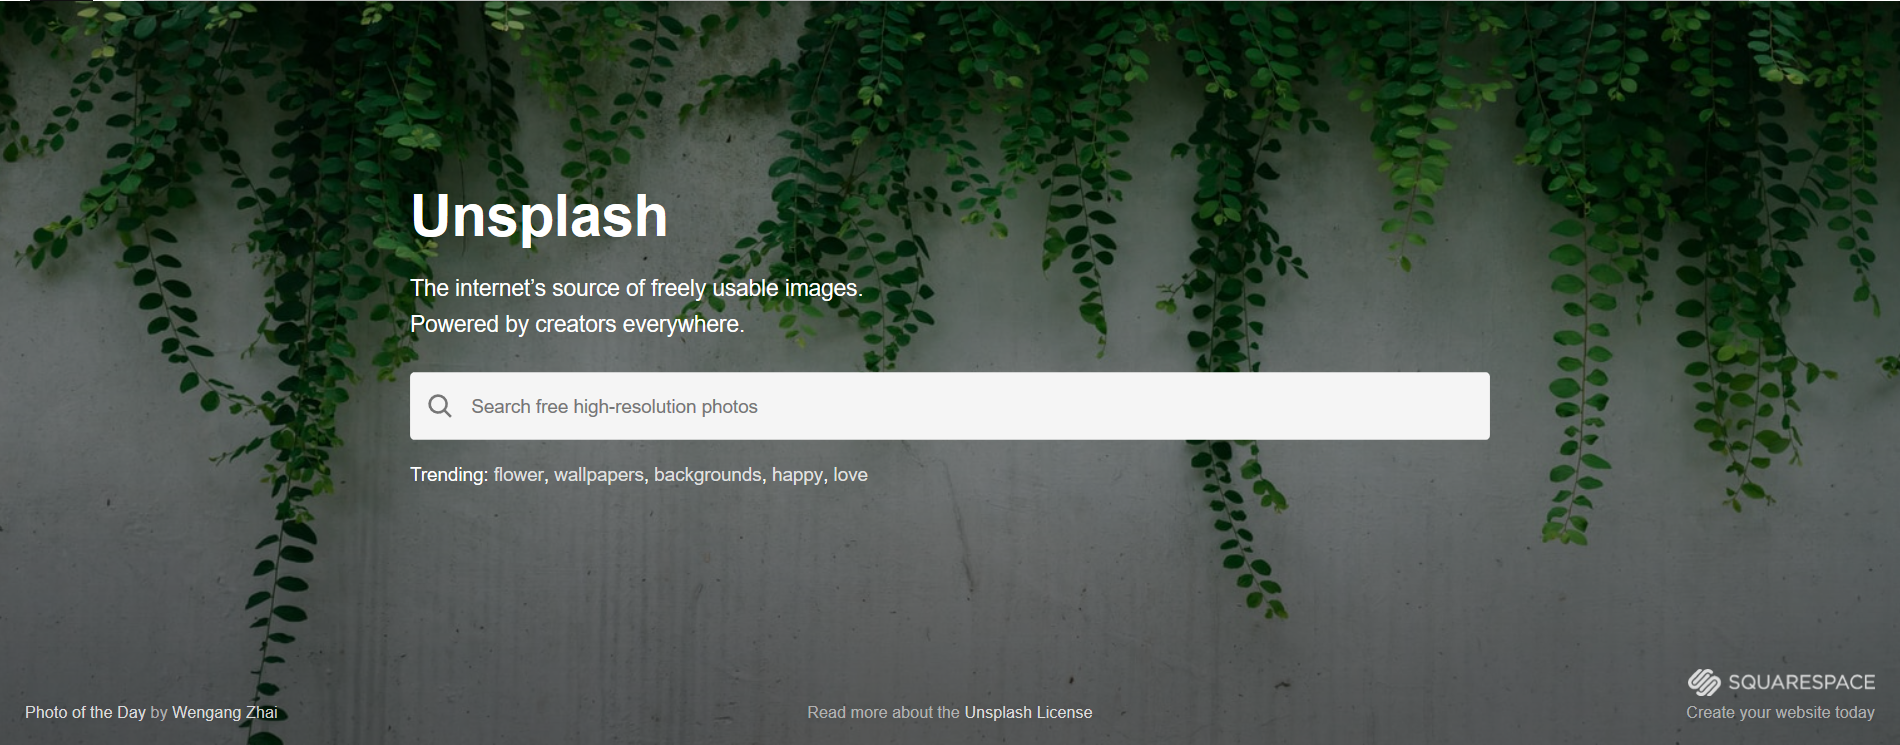 Unsplash
The internet’s source of freely usable images.
Powered by creators everywhere.
Search free high-resolution photos
Trending: flower, wallpapers, backgrounds, happy, love
Photo of the Day by Wengang Zhai
Read more about the Unsplash License
SQUARESPACE
Create your website today